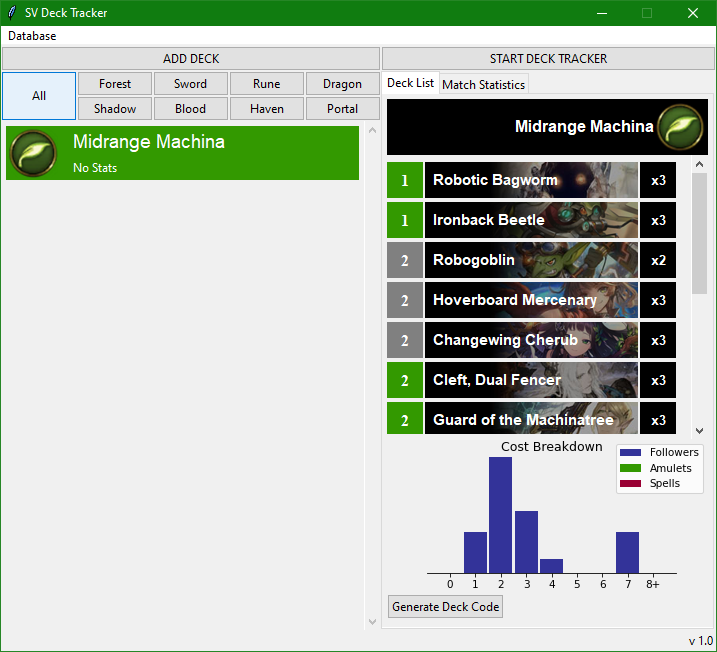 SV Deck Tracker
Database
ADD DECK
START DECK TRACKER
All
Forest
Sword
Rune
Dragon
Shadow
Blood
Haven
Portal
Midrange Machina
No Stats
Deck List
Match Statistics
Midrange Machina
1 Robotic Bagworm x3
1 Ironback Beetle x3
2 Robogoblin x2
2 Hoverboard Mercenary x3
2 Changewing Cherub x3
2 Cleft, Dual Fencer x3
2 Guard of the Machinatree x3
Cost Breakdown
Followers
Amulets
Spells
0 1 2 3 4 5 6 7 8+
Generate Deck Code
v 1.0